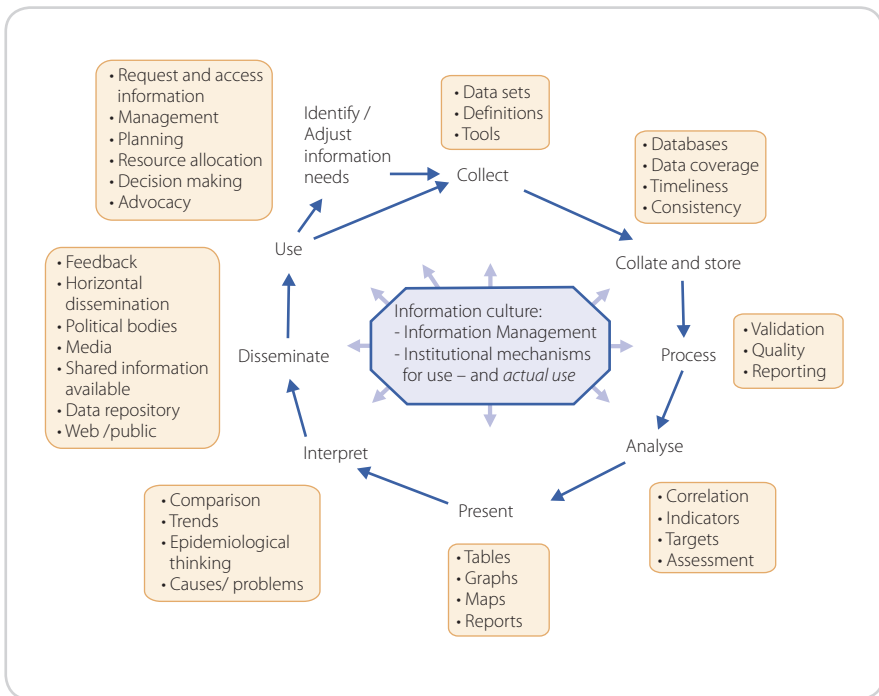 • Request and access
information
• Management
• Planning
• Resource allocation
• Decision making
• Advocacy
Identify /
Adjust
information
needs
• Data sets
• Definitions
• Tools
Collect
• Databases
• Data coverage
• Timeliness
• Consistency
Collate and store
Use
• Feedback
• Horizontal
dissemination
• Political bodies
• Media
• Shared information
available
• Data repository
• Web /public
Disseminate
Information culture:
- Information Management
- Institutional mechanisms
for use – and actual use
Process
• Validation
• Quality
• Reporting
Analyse
• Correlation
• Indicators
• Targets
• Assessment
Present
• Tables
• Graphs
• Maps
• Reports
Interpret
• Comparison
• Trends
• Epidemiological
thinking
• Causes/ problems